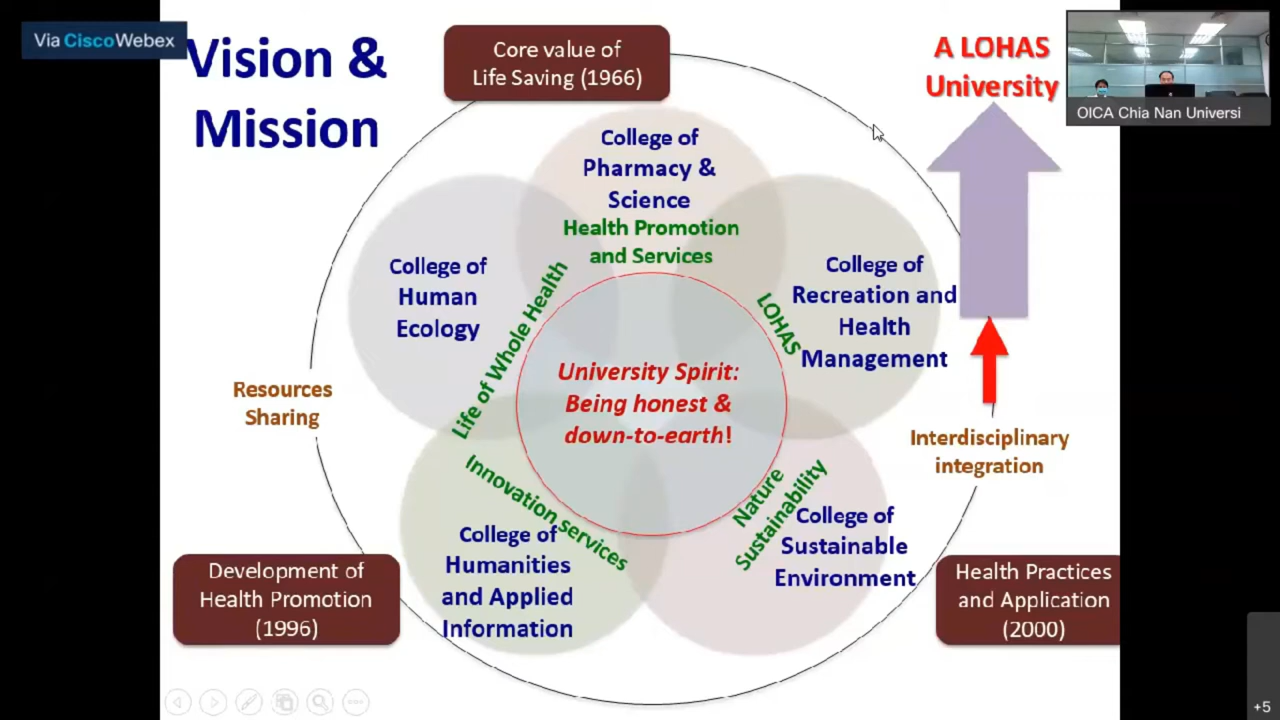 Via CiscoWebex
Vision &
Mission
Core value of
Life Saving (1966)
A LOHAS
University
OICA Chia Nan Universi
College of
Pharmacy &
Science
Health Promotion
and Services
College of
Human
Ecology
Life of Whole Health
College of
Recreation and
Health
Management
LOHAS
University Spirit:
Being honest &
down-to-earth!
Resources
Sharing
Interdisciplinary
integration
Innovation services
College of
Humanities
and Applied
Information
Nature
Sustainability
College of
Sustainable
Environment
Development of
Health Promotion
(1996)
Health Practices
and Application
(2000)
+5